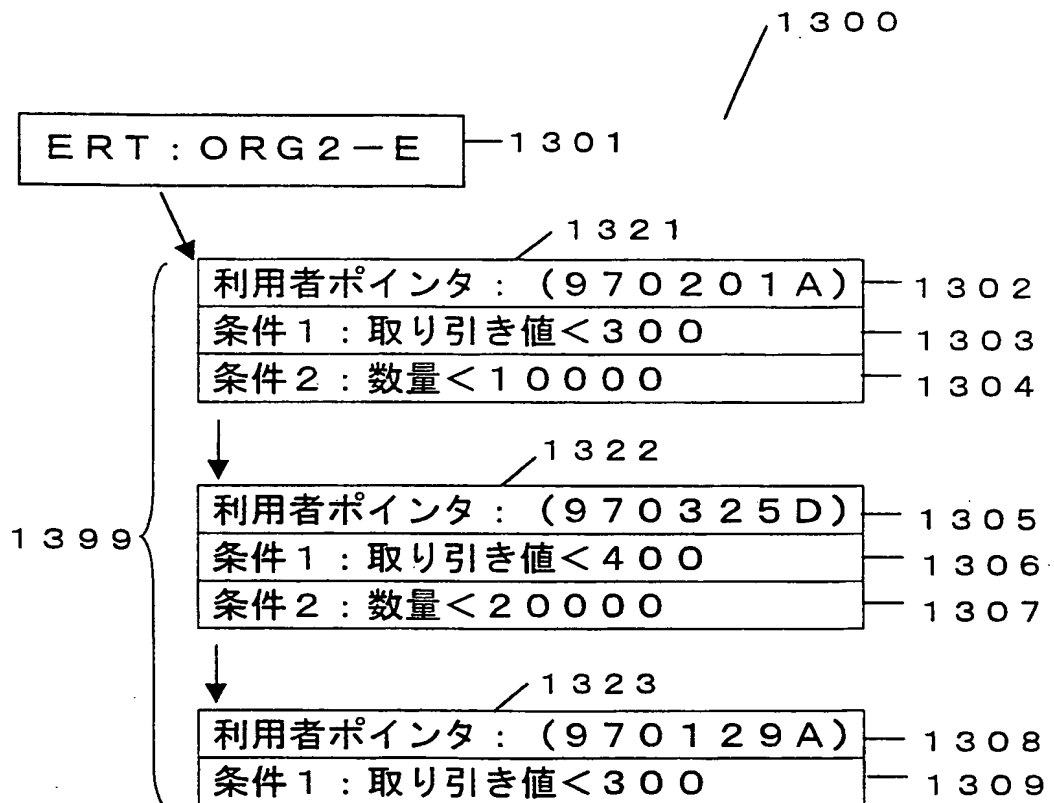 1300
ERT:ORG2-E 1301
1321
利用者ポインタ:(970201A) 1302
条件1:取り引き値<300 1303
条件2:数量<10000 1304
1322
利用者ポインタ:(970325D) 1305
条件1:取り引き値<400 1306
条件2:数量<20000 1307
1399
1323
利用者ポインタ:(970129A) 1308
条件1:取り引き値<300 1309